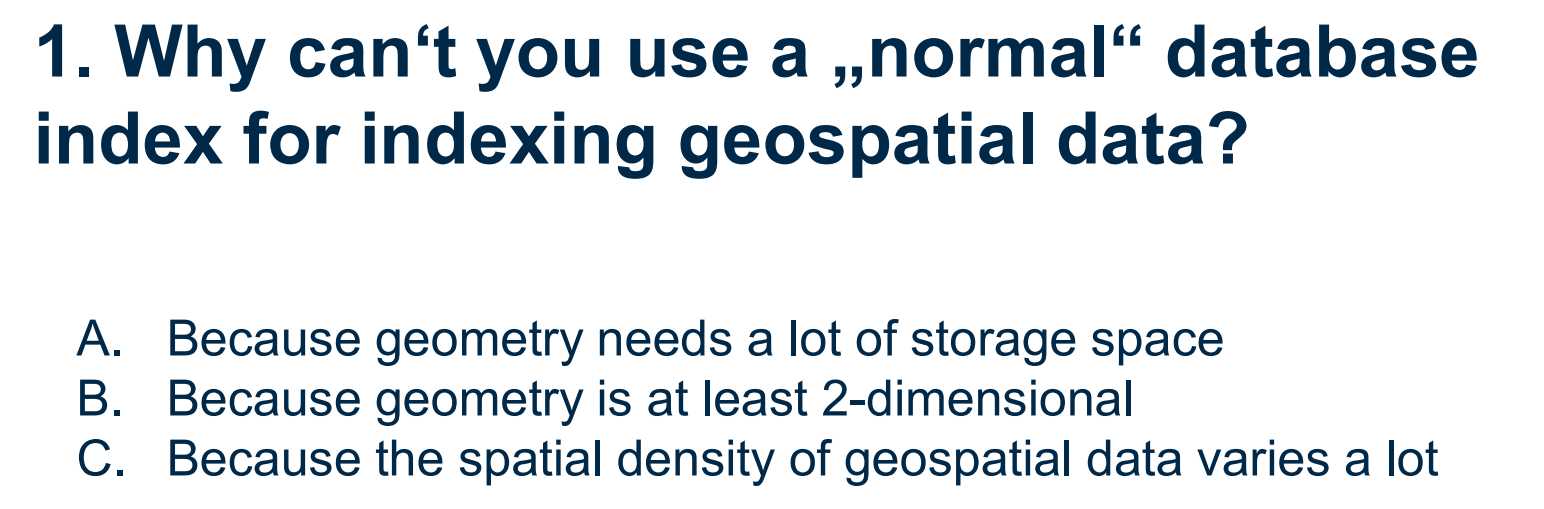 1. Why can‘t you use a „normal“ database
index for indexing geospatial data?
A. Because geometry needs a lot of storage space
B. Because geometry is at least 2-dimensional
C. Because the spatial density of geospatial data varies a lot